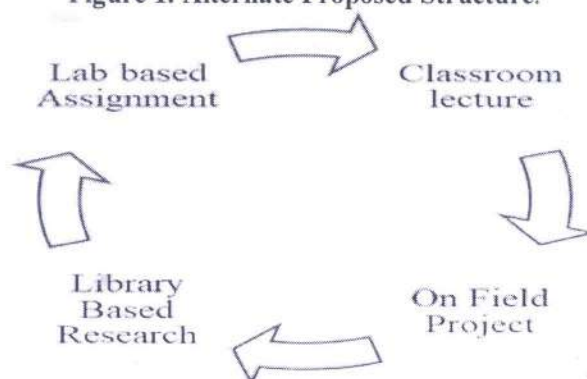 Figure 1. Alternate Proposed Structure.
Lab based
Assignment
Classroom
lecture
On Field
Project
Library
Based
Research